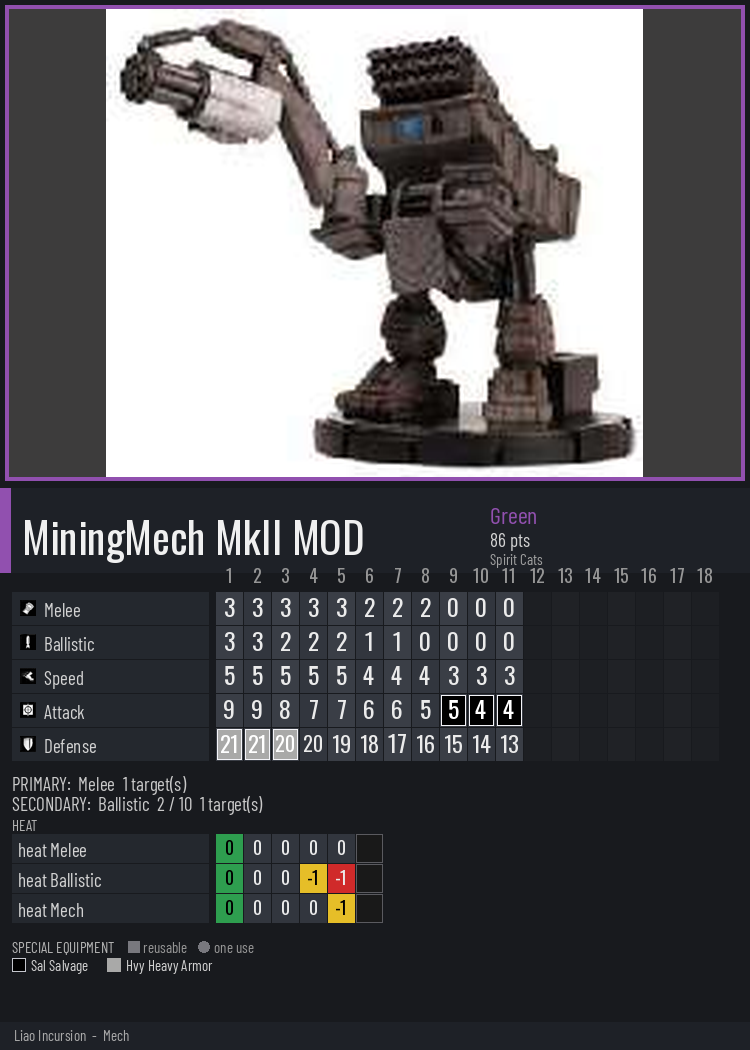 MiningMech MkII MOD
Green
86 pts
Spirit Cats
1 2 3 4 5 6 7 8 9 10 11 12 13 14 15 16 17 18
Melee 3 3 3 3 3 2 2 2 0 0 0
Ballistic 3 3 2 2 2 1 1 0 0 0 0
Speed 5 5 5 5 5 4 4 4 3 3 3
Attack 9 9 8 7 7 6 6 5 5 4 4
Defense 21 21 20 20 19 18 17 16 15 14 13
PRIMARY: Melee 1 target(s)
SECONDARY: Ballistic 2 / 10 1 target(s)
HEAT
heat Melee 0 0 0 0 0
heat Ballistic 0 0 0 -1 -1
heat Mech 0 0 0 0 -1
SPECIAL EQUIPMENT reusable one use
Sal Salvage Hvy Heavy Armor
Liao Incursion - Mech